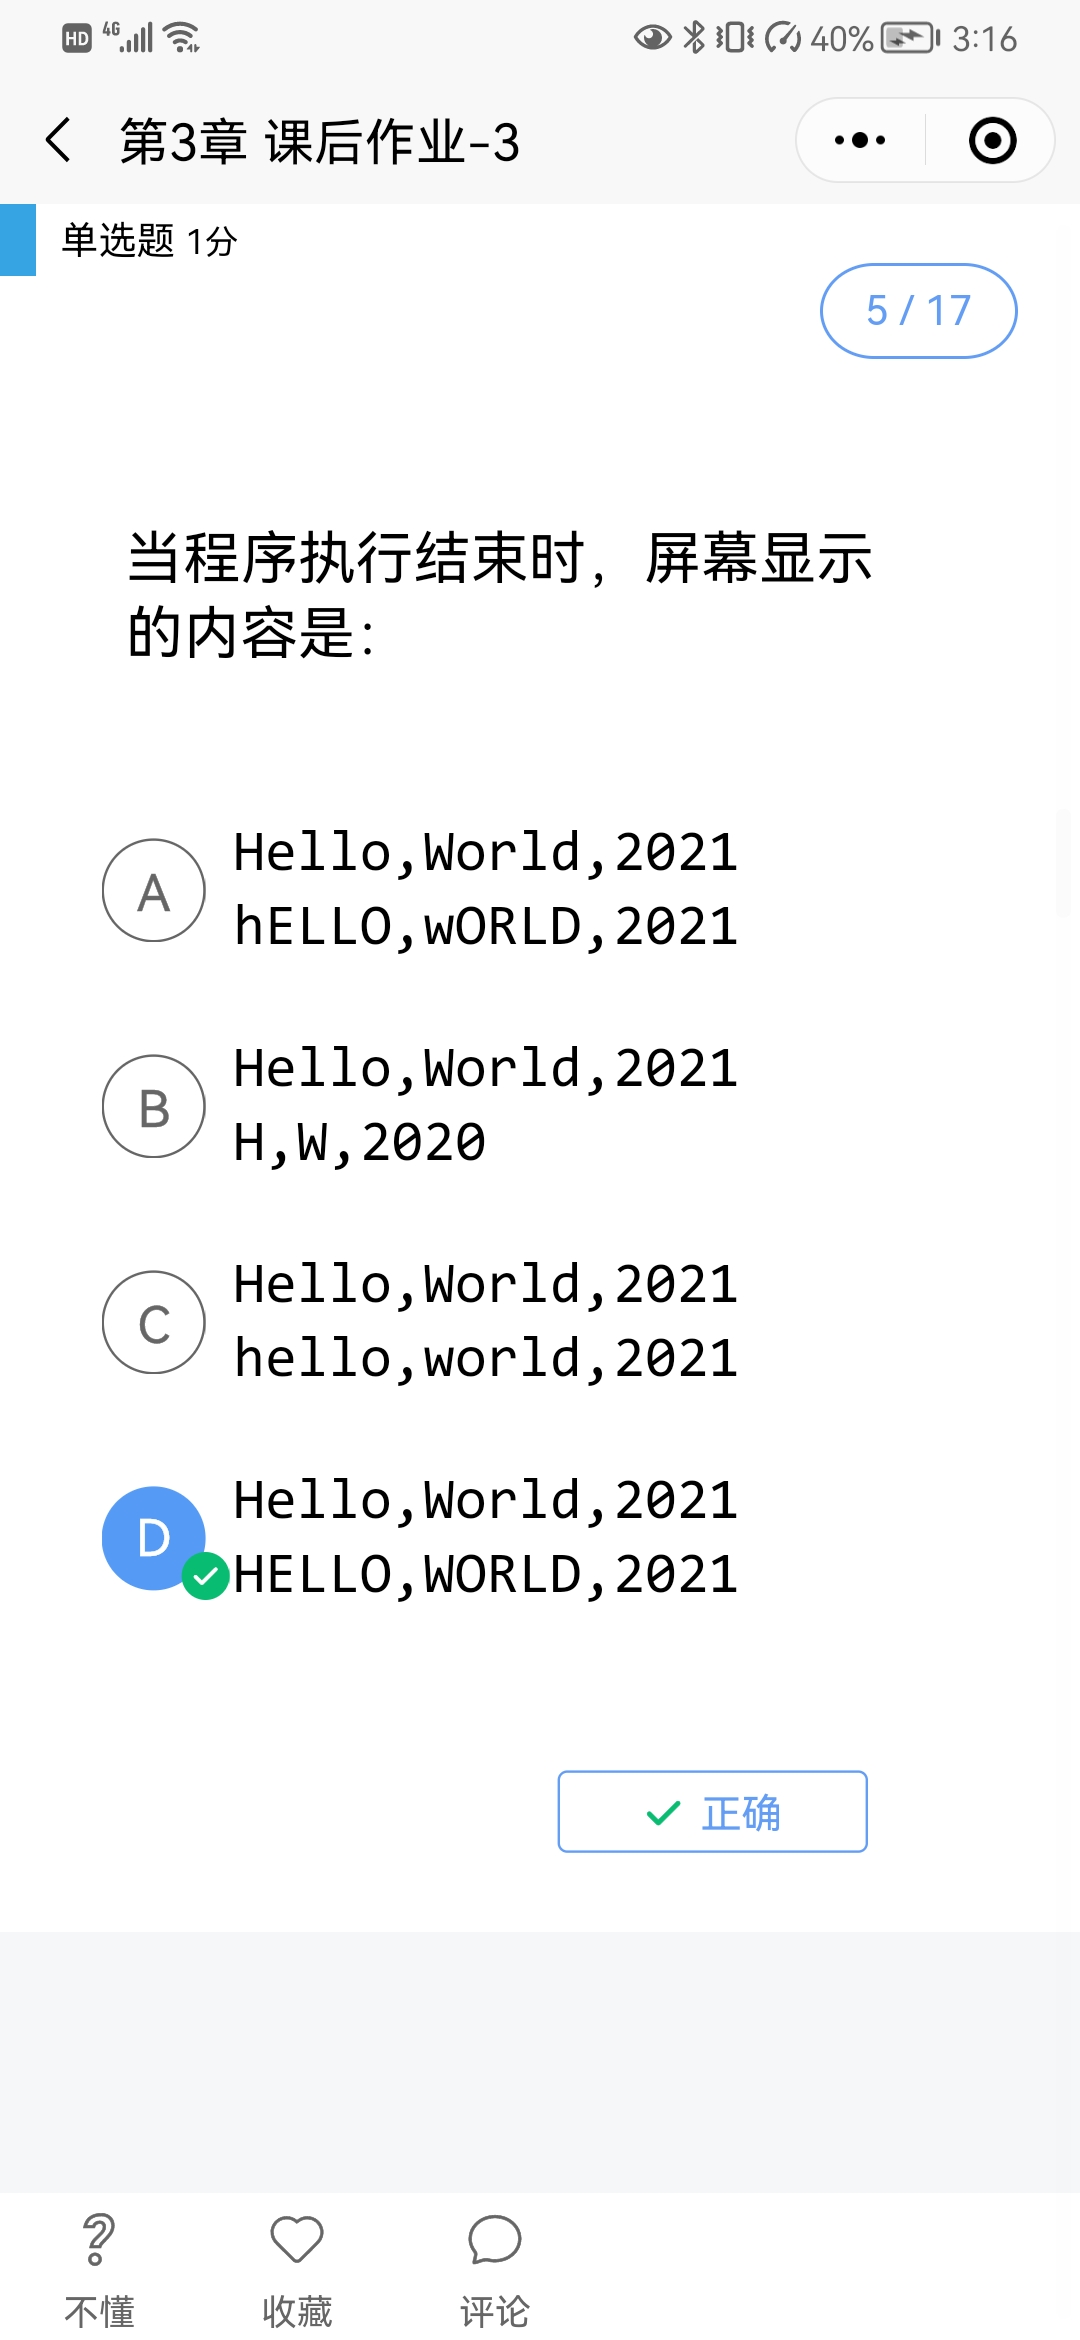 HD 4G 40% 3:16
第3章 课后作业-3
单选题 1分
5 / 17
当程序执行结束时，屏幕显示
的内容是：
A
Hello,World,2021
hELLO,wORLD,2021
B
Hello,World,2021
H,W,2020
C
Hello,World,2021
hello,world,2021
D
Hello,World,2021
HELLO,WORLD,2021
正确
不懂 收藏 评论